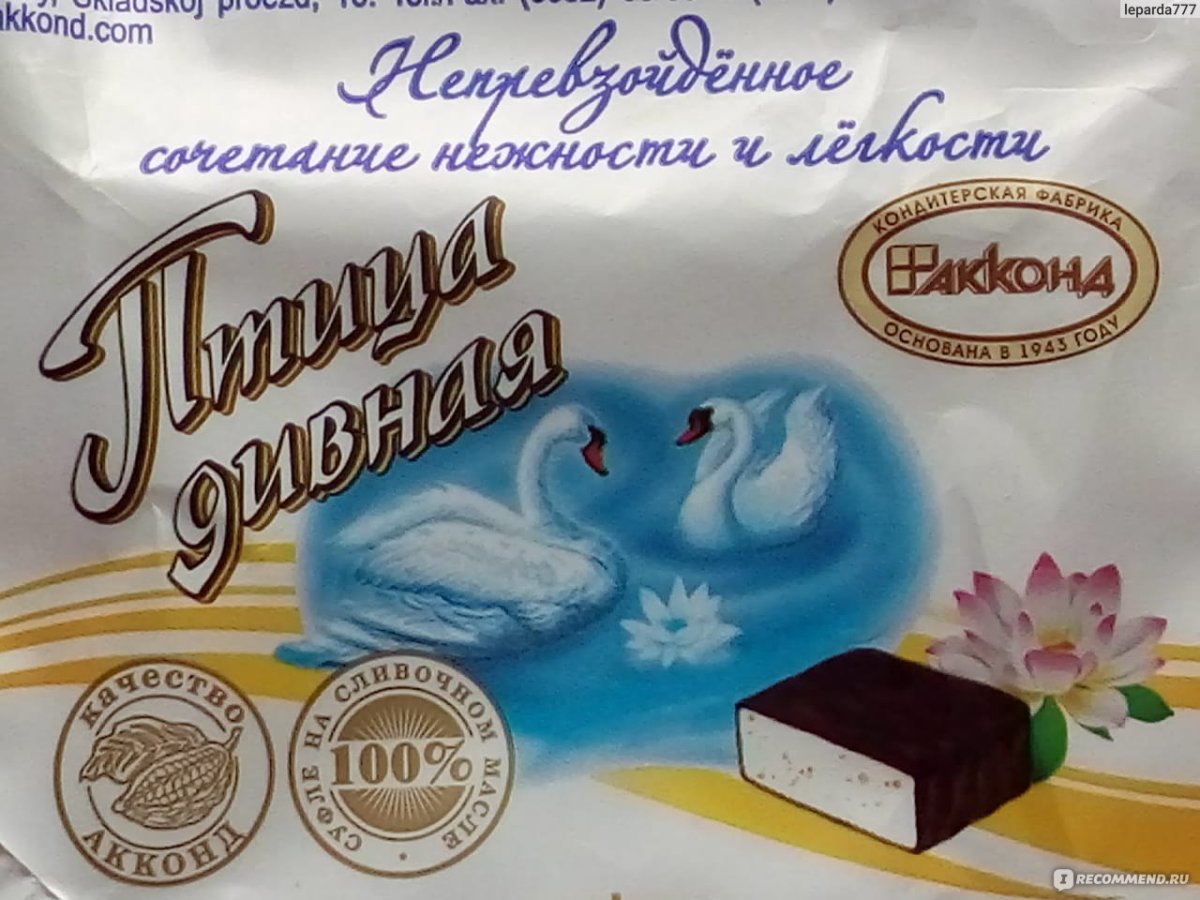 leparda777
akkond.com
Непревзойдённое
сочетание нежности и лёгкости
Птица
дивная
КОНДИТЕРСКАЯ ФАБРИКА
АККОНД
ОСНОВАНА В 1943 ГОДУ
качество
АККОНД
СУФЛЕ НА СЛИВОЧНОМ МАСЛЕ
100%
I RECOMMEND.RU